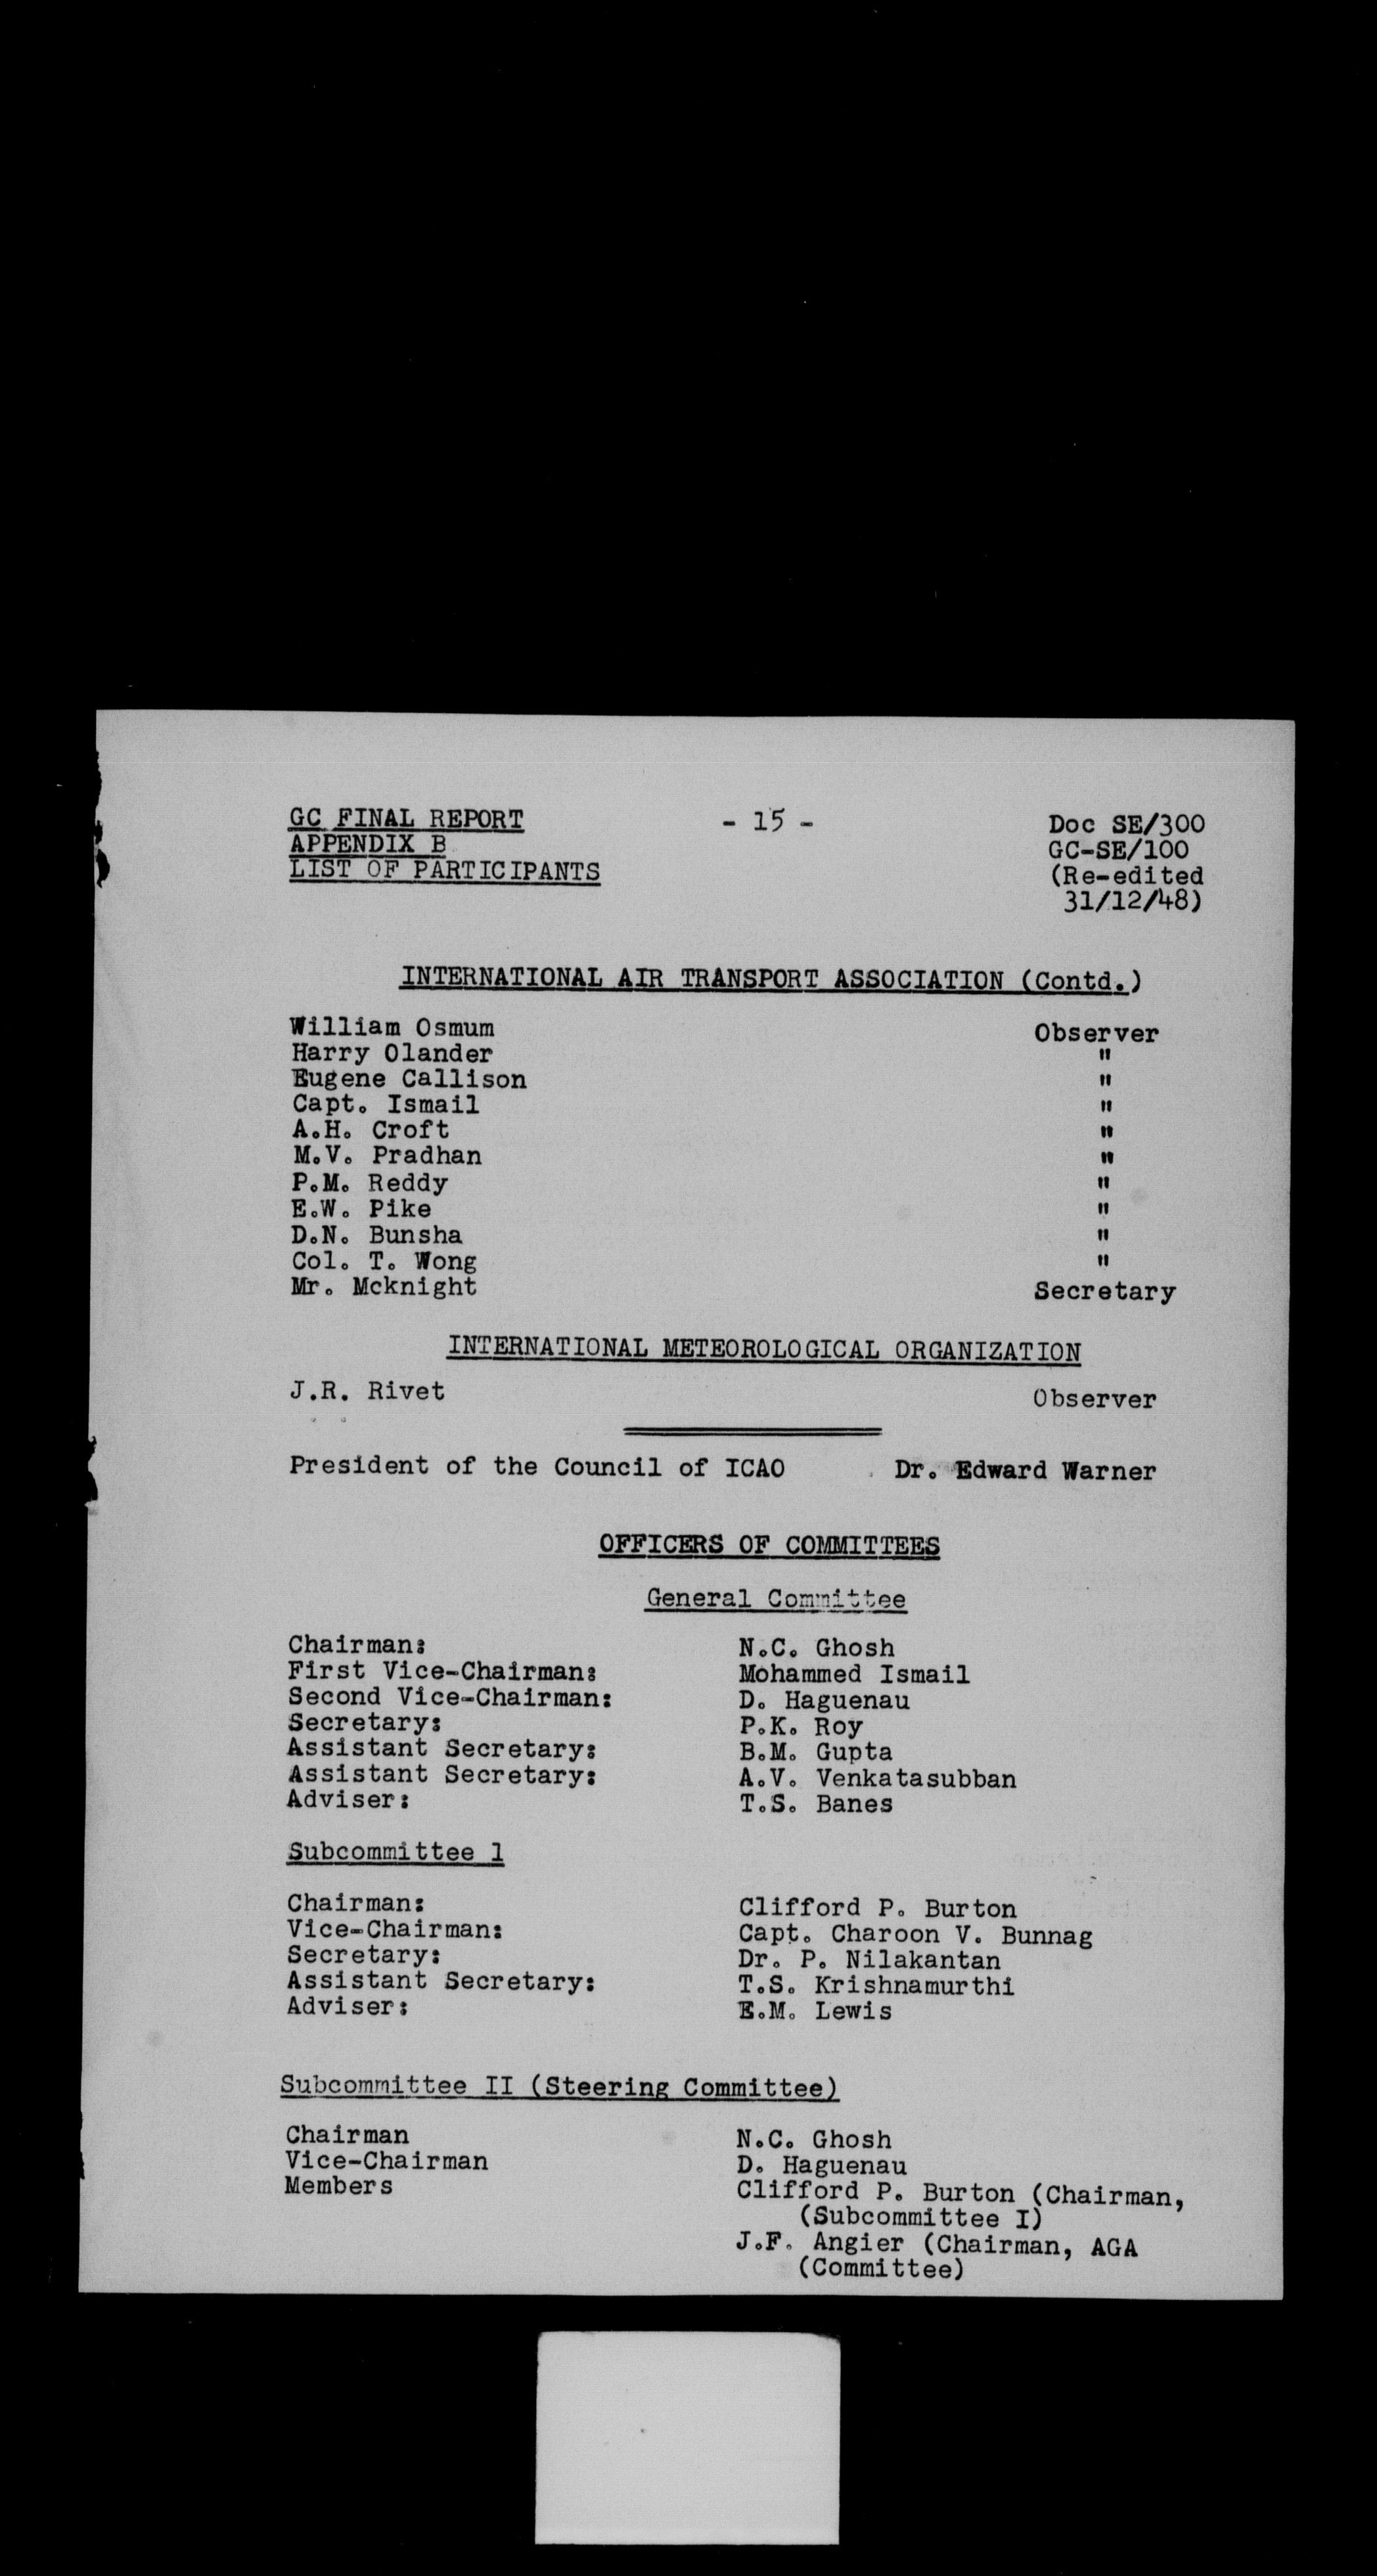 GC FINAL REPORT - 15 - Doc SE/300
APPENDIX B GC-SE/100
LIST OF PARTICIPANTS (Re-edited
31/12/48)
INTERNATIONAL AIR TRANSPORT ASSOCIATION (Contd.)
William Osmum Observer
Harry Olander "
Eugene Callison "
Capt. Ismail "
A.H. Croft "
M.V. Pradhan "
P.M. Reddy "
E.W. Pike "
D.N. Bunsha "
Col. T. Wong "
Mr. Mcknight Secretary
INTERNATIONAL METEOROLOGICAL ORGANIZATION
J.R. Rivet Observer
President of the Council of ICAO Dr. Edward Warner
OFFICERS OF COMMITTEES
General Committee
Chairman: N.C. Ghosh
First Vice-Chairman: Mohammed Ismail
Second Vice-Chairman: D. Haguenau
Secretary: P.K. Roy
Assistant Secretary: B.M. Gupta
Assistant Secretary: A.V. Venkatasubban
Adviser: T.S. Banes
Subcommittee 1
Chairman: Clifford P. Burton
Vice-Chairman: Capt. Charoon V. Bunnag
Secretary: Dr. P. Nilakantan
Assistant Secretary: T.S. Krishnamurthi
Adviser: E.M. Lewis
Subcommittee II (Steering Committee)
Chairman N.C. Ghosh
Vice-Chairman D. Haguenau
Members Clifford P. Burton (Chairman,
(Subcommittee I)
J.F. Angier (Chairman, AGA
(Committee)